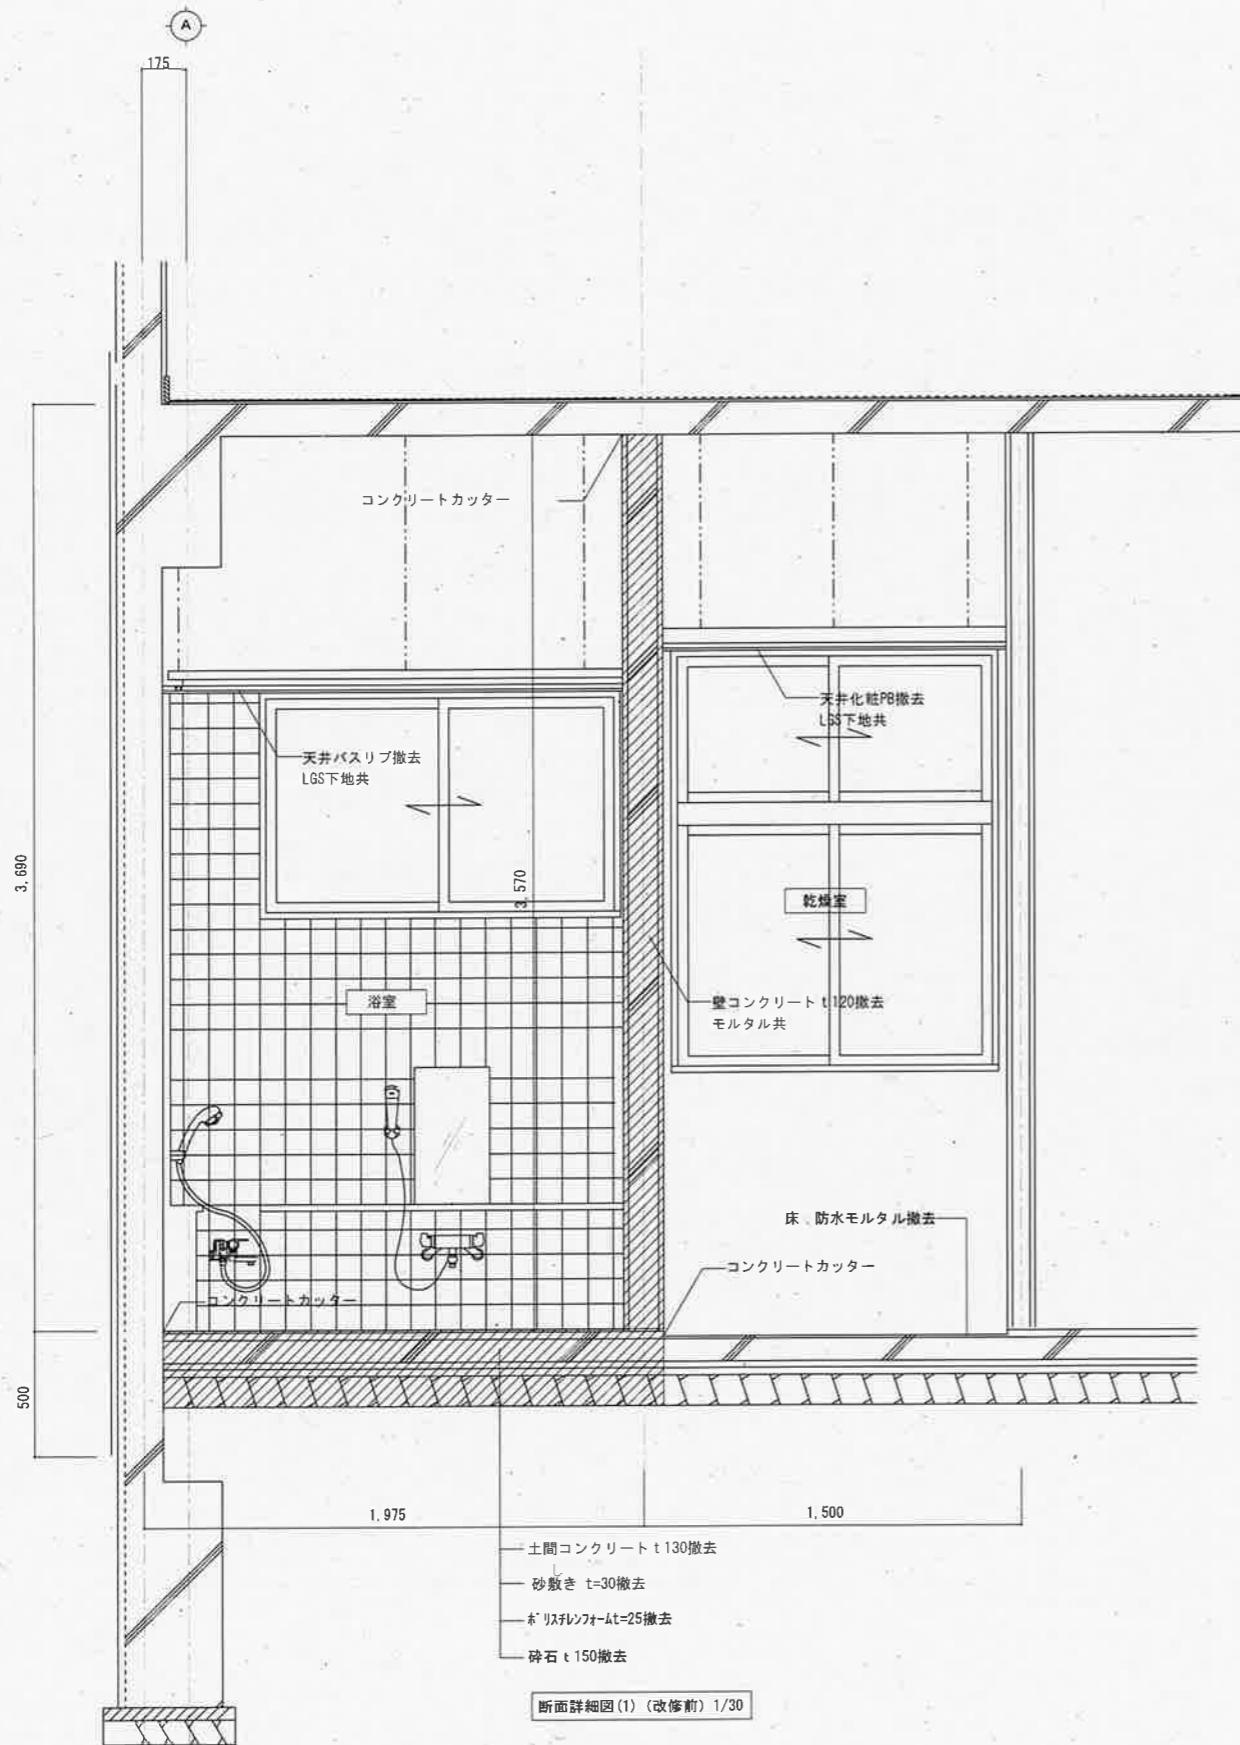 A
175
コンクリートカッター
天井化粧PB撤去
LGS下地共
天井バスリブ撤去
LGS下地共
3,690
3,570
乾燥室
浴室
壁コンクリートt120撤去
モルタル共
床 防水モルタル撤去
コンクリートカッター
コンクリートカッター
500
1,975
1,500
土間コンクリートt130撤去
砂敷き t=30撤去
ポリスチレンフォームt=25撤去
砕石t150撤去
断面詳細図(1) (改修前) 1/30